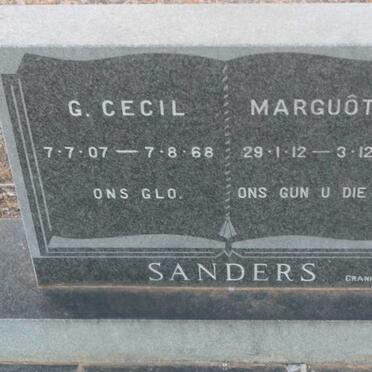 G. CECIL
7-7-07 — 7-8-68
ONS GLO.
MARGUÔT
29-1-12 — 3-12
ONS GUN U DIE
SANDERS